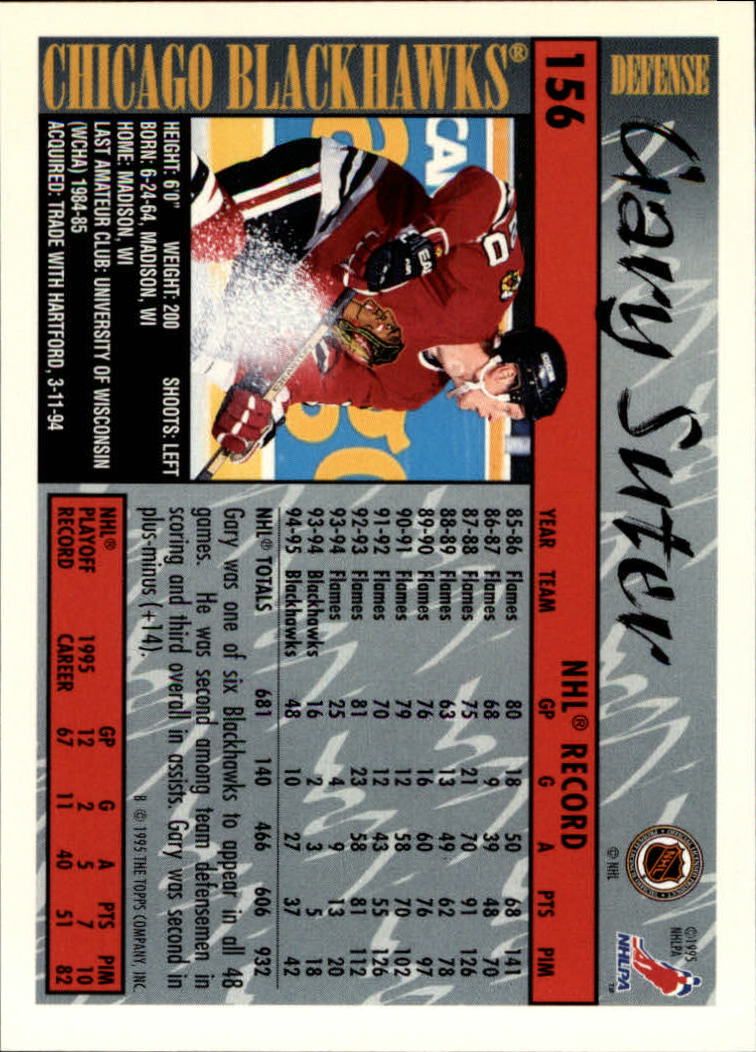 DEFENSE
Gary Suter
©1995
NHLPA
NHLPA™
NHL
© NHL
156
NHL® RECORD
YEAR TEAM GP G A PTS PIM
85-86 Flames 80 18 50 68 141
86-87 Flames 68 9 39 48 70
87-88 Flames 75 21 70 91 126
88-89 Flames 63 13 49 62 78
89-90 Flames 76 16 60 76 97
90-91 Flames 79 12 58 70 102
91-92 Flames 70 12 43 55 126
92-93 Flames 81 23 58 81 112
93-94 Flames 25 4 9 13 20
93-94 Blackhawks 16 2 3 5 18
94-95 Blackhawks 48 10 27 37 42
NHL® TOTALS 681 140 466 606 932
Gary was one of six Blackhawks to appear in all 48
games. He was second among team defensemen in
scoring and third overall in assists. Gary was second in
plus-minus (+14).
B © 1995 THE TOPPS COMPANY, INC.
NHL® GP G A PTS PIM
PLAYOFF 1995 12 2 5 7 10
RECORD CAREER 67 11 40 51 82
CHICAGO BLACKHAWKS®
HEIGHT: 6'0" WEIGHT: 200 SHOOTS: LEFT
BORN: 6-24-64, MADISON, WI
HOME: MADISON, WI
LAST AMATEUR CLUB: UNIVERSITY OF WISCONSIN
(WCHA) 1984-85
ACQUIRED: TRADE WITH HARTFORD, 3-11-94